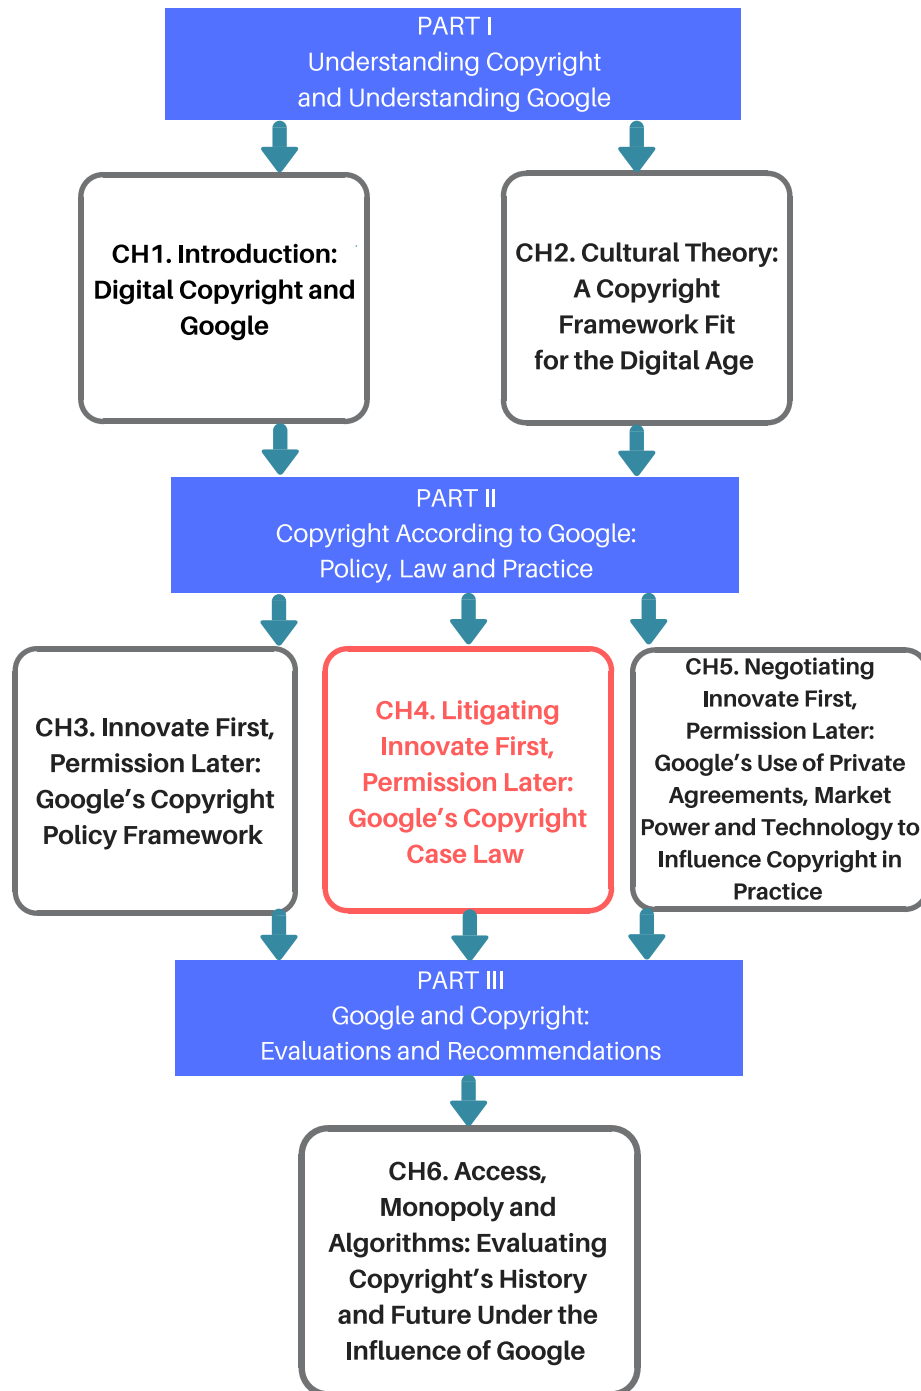 PART I
Understanding Copyright
and Understanding Google
CH1. Introduction:
Digital Copyright and
Google
CH2. Cultural Theory:
A Copyright
Framework Fit
for the Digital Age
PART II
Copyright According to Google:
Policy, Law and Practice
CH3. Innovate First,
Permission Later:
Google's Copyright
Policy Framework
CH4. Litigating
Innovate First,
Permission Later:
Google's Copyright
Case Law
CH5. Negotiating
Innovate First,
Permission Later:
Google's Use of Private
Agreements, Market
Power and Technology to
Influence Copyright in
Practice
PART III
Google and Copyright:
Evaluations and Recommendations
CH6. Access,
Monopoly and
Algorithms: Evaluating
Copyright's History
and Future Under the
Influence of Google